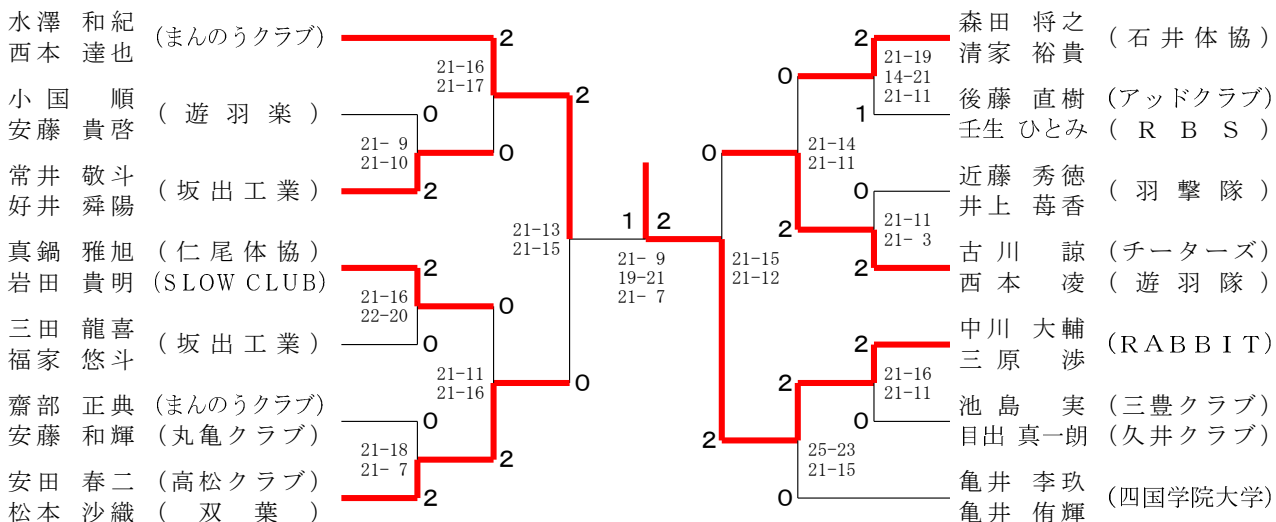 水澤 和紀 (まんのうクラブ)
西本 達也
2
21-16
21-17
小国 順 (遊羽楽)
安藤 貴啓
0
21- 9
21-10
0
常井 敬斗 (坂出工業)
好井 舜陽
2
2
21-13
21-15
真鍋 雅旭 (仁尾体協)
岩田 貴明 (SLOW CLUB)
2
21-16
22-20
0
三田 龍喜 (坂出工業)
福家 悠斗
0
21-11
21-16
0
齋部 正典 (まんのうクラブ)
安藤 和輝 (丸亀クラブ)
0
21-18
21- 7
2
安田 春二 (高松クラブ)
松本 沙織 (双葉)
2
1 2
21- 9
19-21
21- 7
森田 将之 (石井体協)
清家 裕貴
2
21-19
14-21
21-11
0
後藤 直樹 (アッドクラブ)
壬生 ひとみ (RBS)
1
21-14
21-11
0
近藤 秀徳 (羽撃隊)
井上 苺香
0
21-11
21- 3
2
古川 諒 (チーターズ)
西本 凌 (遊羽隊)
2
21-15
21-12
中川 大輔 (RABBIT)
三原 渉
2
21-16
21-11
2
池島 実 (三豊クラブ)
目出 真一朗 (久井クラブ)
0
2
25-23
21-15
亀井 李玖 (四国学院大学)
亀井 侑輝
0